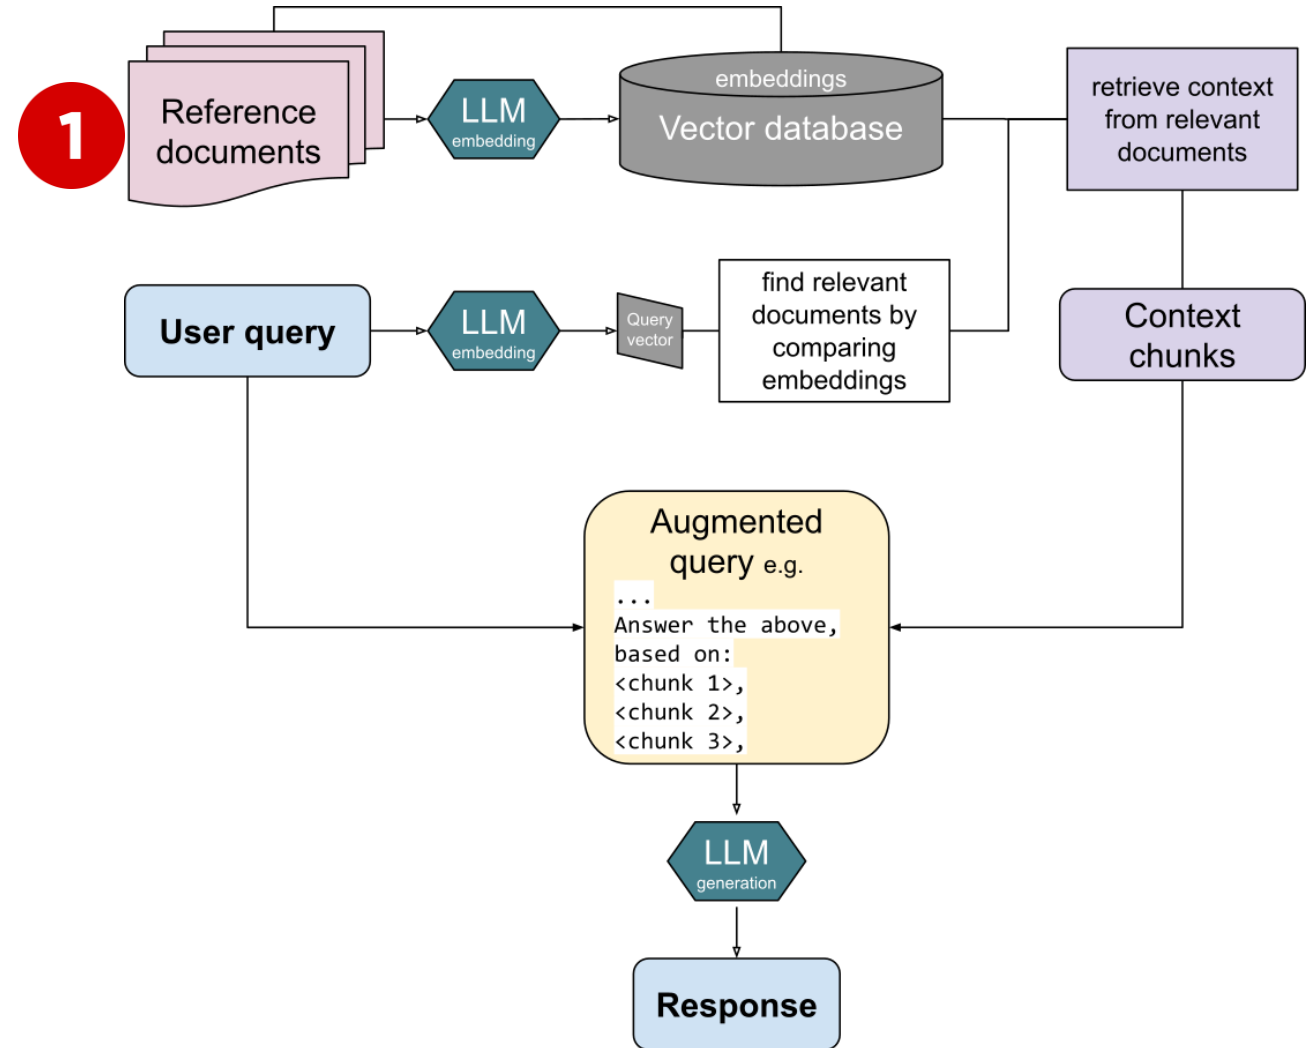 1
Reference
documents
LLM
embedding
embeddings
Vector database
retrieve context
from relevant
documents
User query
LLM
embedding
Query
vector
find relevant
documents by
comparing
embeddings
Context
chunks
Augmented
query e.g.
...
Answer the above,
based on:
<chunk 1>,
<chunk 2>,
<chunk 3>,
LLM
generation
Response